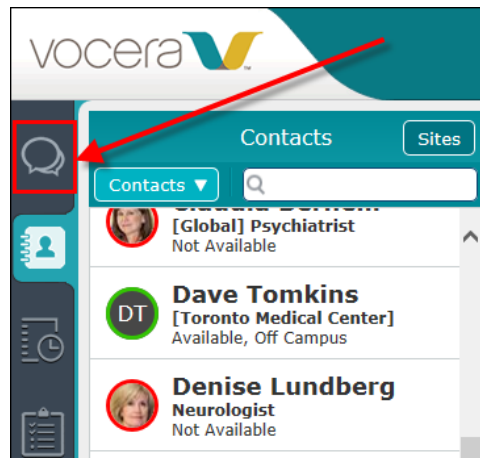 vocera
Contacts
Sites
Contacts ▼
[Global] Psychiatrist
Not Available
DT
Dave Tomkins
[Toronto Medical Center]
Available, Off Campus
Denise Lundberg
Neurologist
Not Available